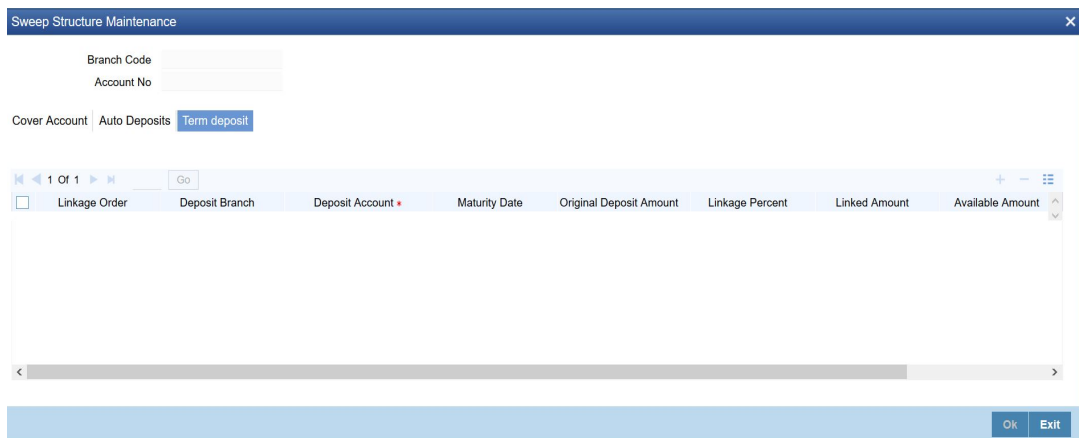 Sweep Structure Maintenance
Branch Code
Account No
Cover Account Auto Deposits Term deposit
1 Of 1 Go
Linkage Order Deposit Branch Deposit Account * Maturity Date Original Deposit Amount Linkage Percent Linked Amount Available Amount
Ok Exit